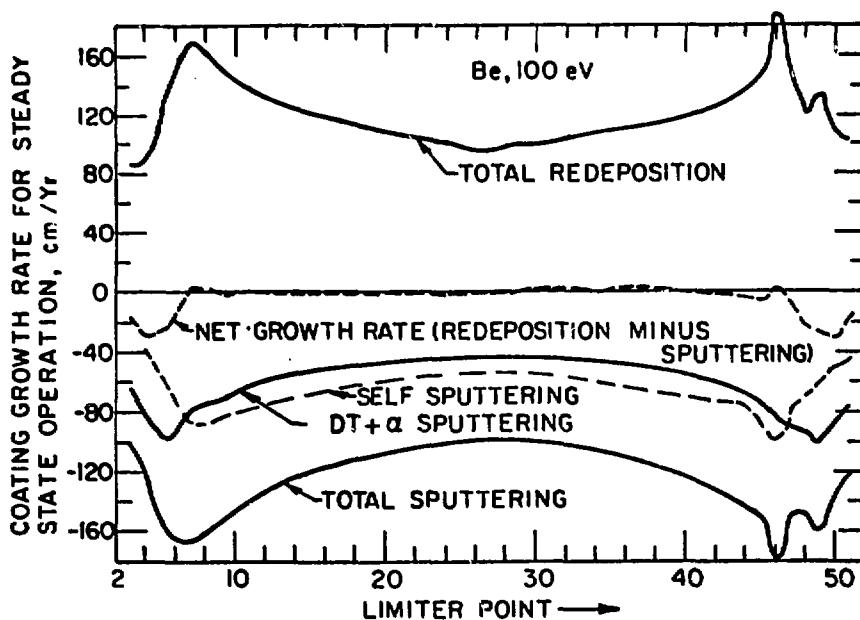 COATING GROWTH RATE FOR STEADY
STATE OPERATION, cm/Yr
160
120
80
40
0
-40
-80
-120
-160
Be, 100 eV
TOTAL REDEPOSITION
NET GROWTH RATE (REDEPOSITION MINUS
SPUTTERING)
SELF SPUTTERING
DT + α SPUTTERING
TOTAL SPUTTERING
2 10 20 30 40 50
LIMITER POINT